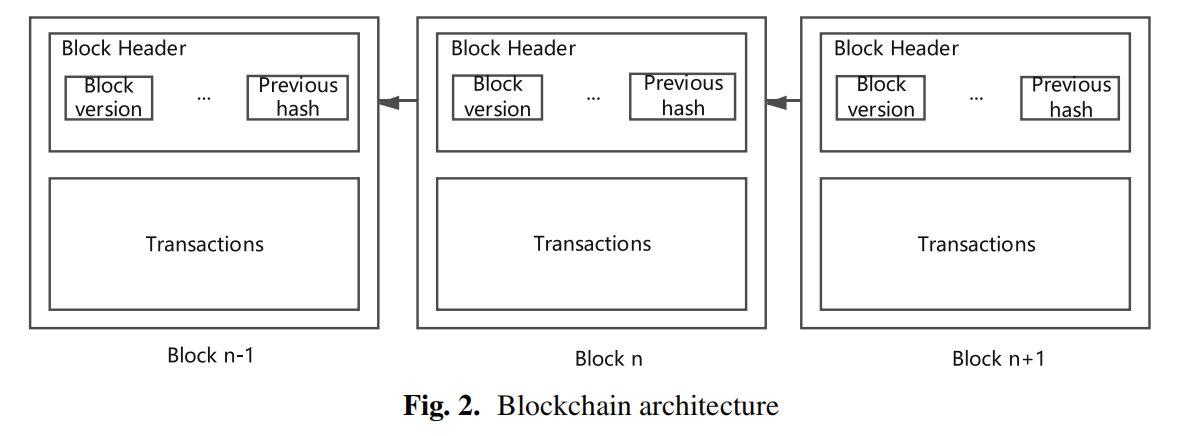 Block Header
Block
version
...
Previous
hash
Transactions
Block n-1
Block Header
Block
version
...
Previous
hash
Transactions
Block n
Block Header
Block
version
...
Previous
hash
Transactions
Block n+1
Fig. 2. Blockchain architecture